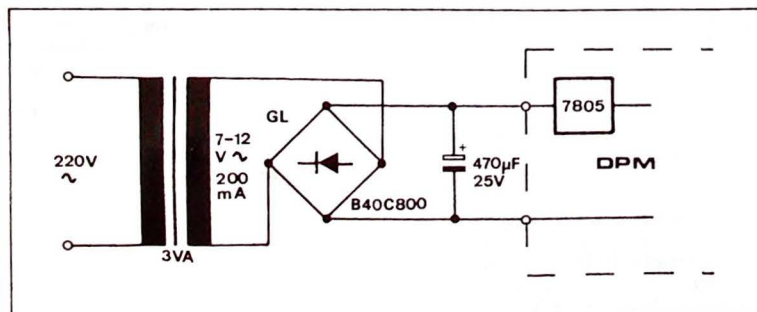 220V
~
3VA
7-12
V ~
200
mA
GL
B40C800
+
470µF
25V
7805
DPM